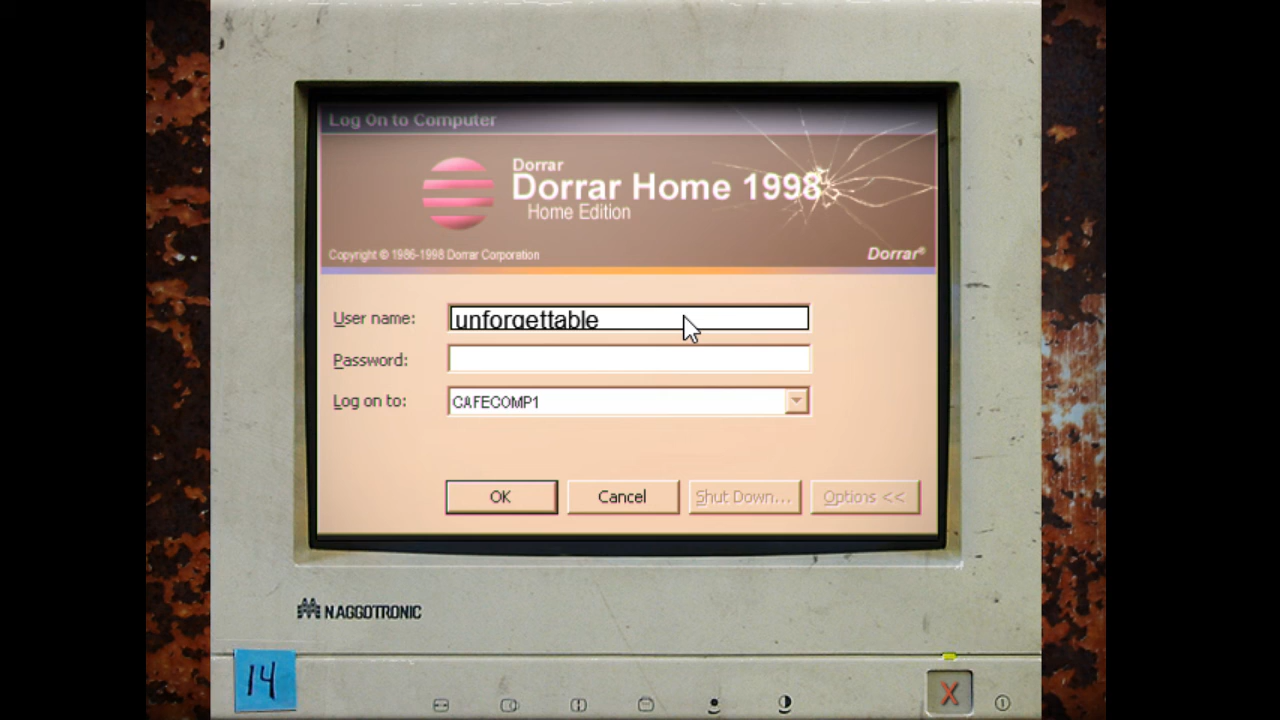 Log On to Computer
Dorrar
Dorrar Home 1998
Home Edition
Copyright © 1986-1998 Dorrar Corporation
Dorrar®
User name: unforgettable
Password:
Log on to: CAFECOMP1
OK Cancel Shut Down... Options <<
NAGGOTRONIC
14
X